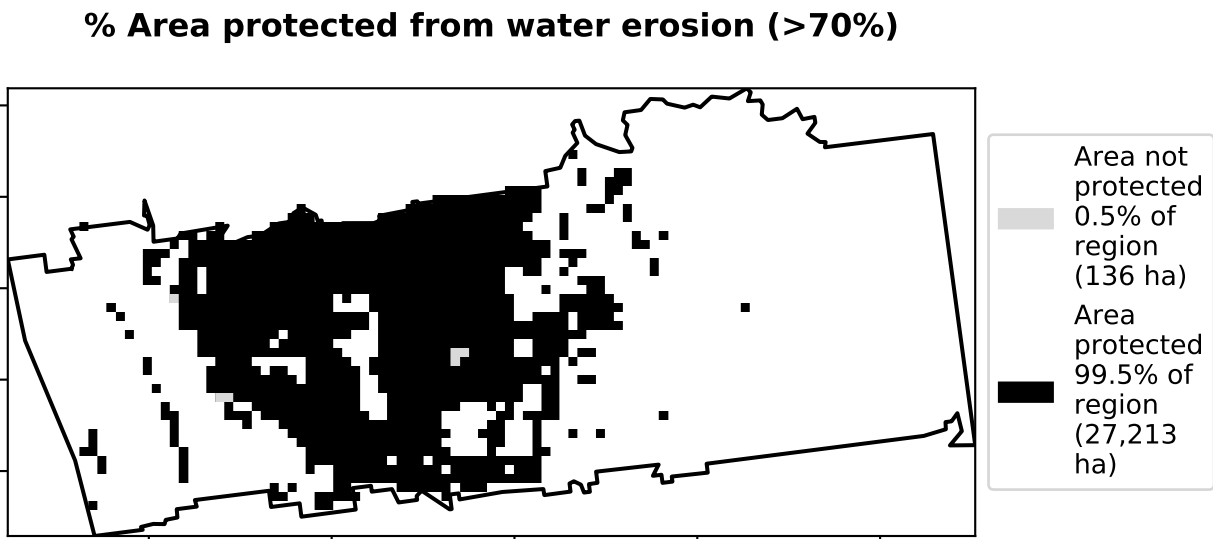 % Area protected from water erosion (>70%)
Area not
protected
0.5% of
region
(136 ha)
Area
protected
99.5% of
region
(27,213
ha)